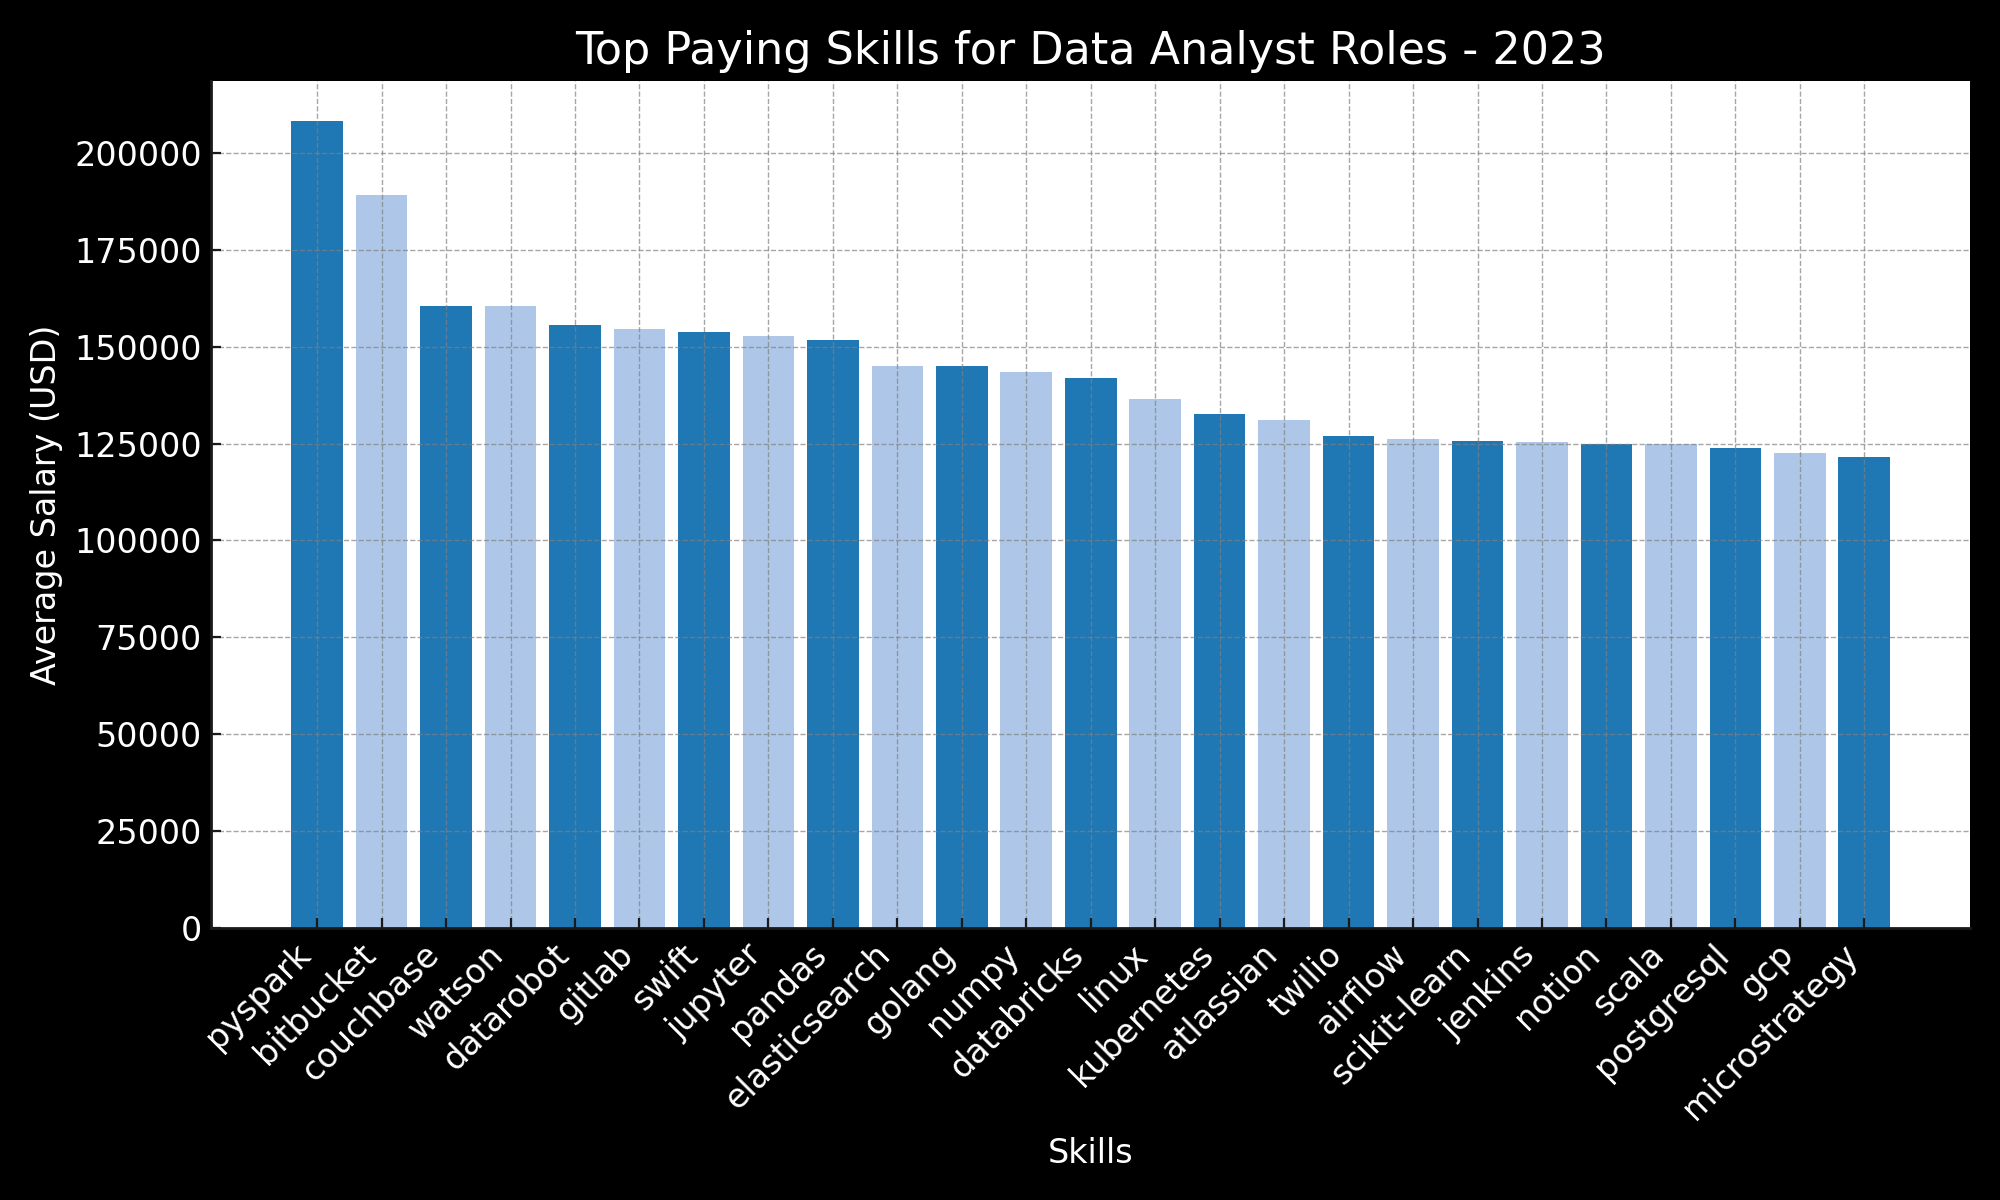 Top Paying Skills for Data Analyst Roles - 2023
Average Salary (USD)
200000
175000
150000
125000
100000
75000
50000
25000
0
pyspark
bitbucket
couchbase
watson
datarobot
gitlab
swift
jupyter
pandas
elasticsearch
golang
numpy
databricks
linux
kubernetes
atlassian
twilio
airflow
scikit-learn
jenkins
notion
scala
postgresql
gcp
microstrategy
Skills